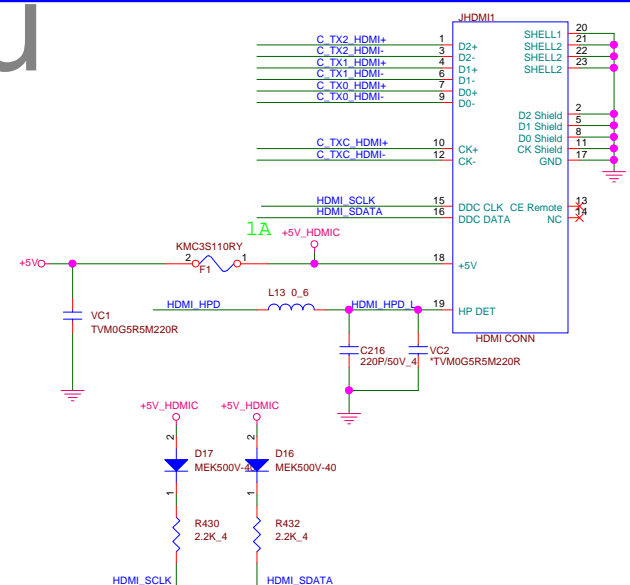 JHDMI1
C_TX2_HDMI+ 1 D2+ SHELL1 20
C_TX2_HDMI- 3 D2- SHELL2 21
C_TX1_HDMI+ 4 D1+ SHELL2 22
C_TX1_HDMI- 6 D1- SHELL2 23
C_TX0_HDMI+ 7 D0+
C_TX0_HDMI- 9 D0-
D2 Shield 2
D1 Shield 5
D0 Shield 8
C_TXC_HDMI+ 10 CK+ CK Shield 11
C_TXC_HDMI- 12 CK- GND 17
HDMI_SCLK 15 DDC CLK CE Remote 13
HDMI_SDATA 16 DDC DATA NC 14
1A +5V_HDMIC
KMC3S110RY
+5V 2 1 18 +5V
F1
L13 0_6
HDMI_HPD HDMI_HPD_L 19 HP DET
VC1
TVM0G5R5M220R
HDMI CONN
C216 VC2
220P/50V_4 *TVM0G5R5M220R
+5V_HDMIC +5V_HDMIC
2 2
D17 D16
MEK500V-40 MEK500V-40
1 1
R430 R432
2.2K_4 2.2K_4
HDMI_SCLK HDMI_SDATA